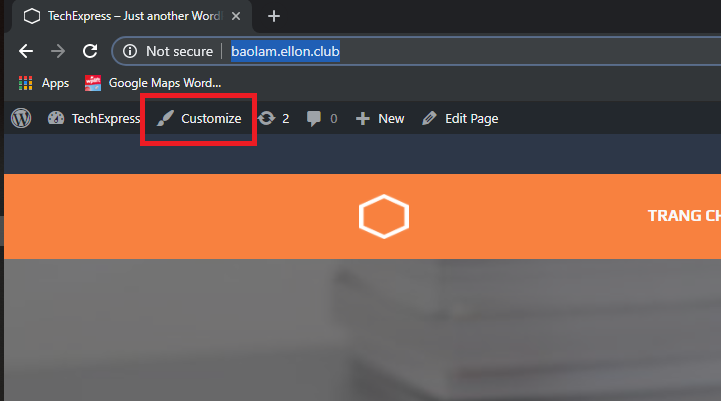 TechExpress – Just another Word
Not secure | baolam.ellon.club
Apps Google Maps Word...
TechExpress Customize 2 0 New Edit Page
TRANG CH